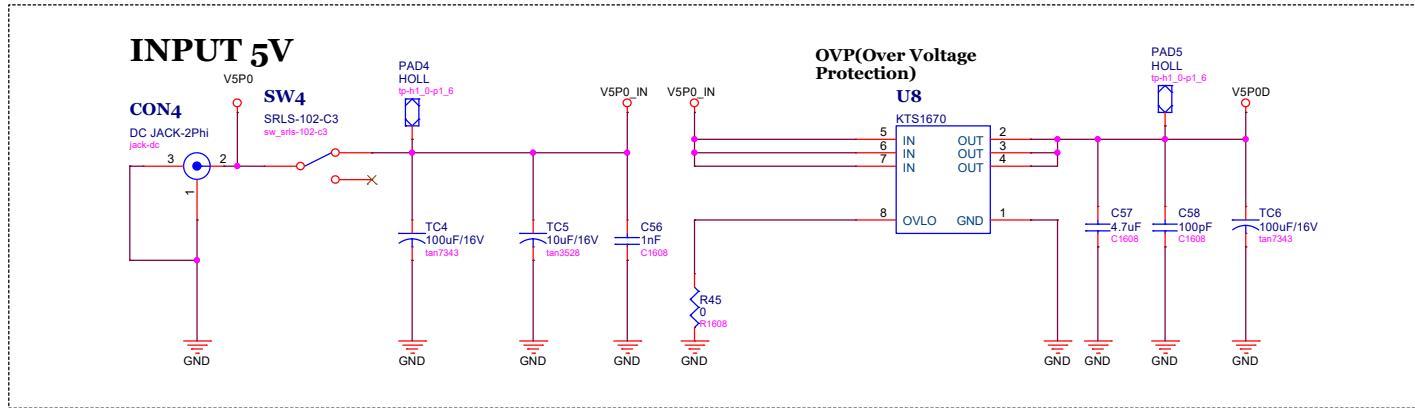 INPUT 5V
V5P0
CON4
DC JACK-2Phi
jack-dc
3
2
1
GND
SW4
SRLS-102-C3
sw_srls-102-c3
PAD4
HOLL
tp-h1_0-p1_6
TC4
100uF/16V
tan7343
GND
TC5
10uF/16V
tan3528
GND
V5P0_IN
C56
1nF
C1608
GND
V5P0_IN
R45
0
R1608
GND
OVP(Over Voltage
Protection)
U8
KTS1670
5 IN OUT 2
6 IN OUT 3
7 IN OUT 4
8 OVLO GND 1
GND
C57
4.7uF
C1608
GND
PAD5
HOLL
tp-h1_0-p1_6
C58
100pF
C1608
GND
V5P0D
TC6
100uF/16V
tan7343
GND